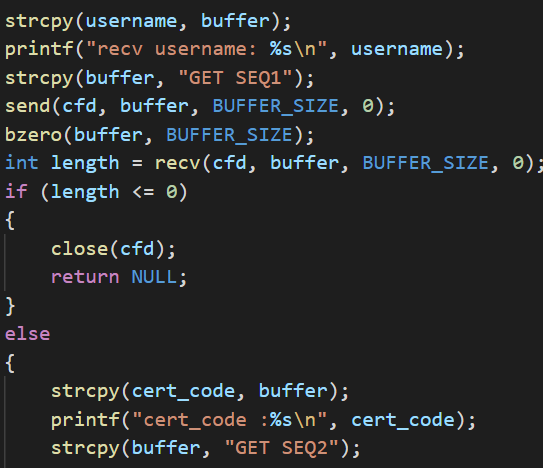 strcpy(username, buffer);
printf("recv username: %s\n", username);
strcpy(buffer, "GET SEQ1");
send(cfd, buffer, BUFFER_SIZE, 0);
bzero(buffer, BUFFER_SIZE);
int length = recv(cfd, buffer, BUFFER_SIZE, 0);
if (length <= 0)
{
    close(cfd);
    return NULL;
}
else
{
    strcpy(cert_code, buffer);
    printf("cert_code :%s\n", cert_code);
    strcpy(buffer, "GET SEQ2");